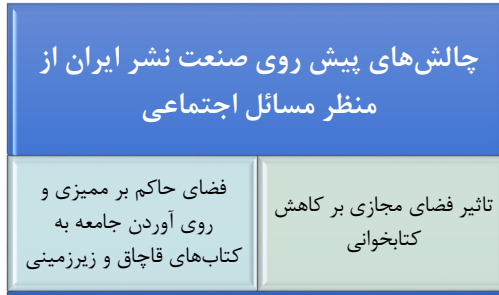 چالش‌های پیش روی صنعت نشر ایران از
منظر مسائل اجتماعی
تاثیر فضای مجازی بر کاهش
کتابخوانی
فضای حاکم بر ممیزی و
روی آوردن جامعه به
کتاب‌های قاچاق و زیرزمینی